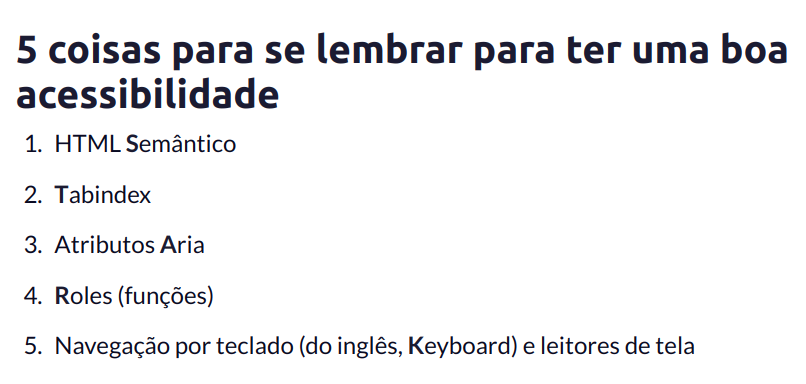 5 coisas para se lembrar para ter uma boa
acessibilidade
1. HTML Semântico
2. Tabindex
3. Atributos Aria
4. Roles (funções)
5. Navegação por teclado (do inglês, Keyboard) e leitores de tela